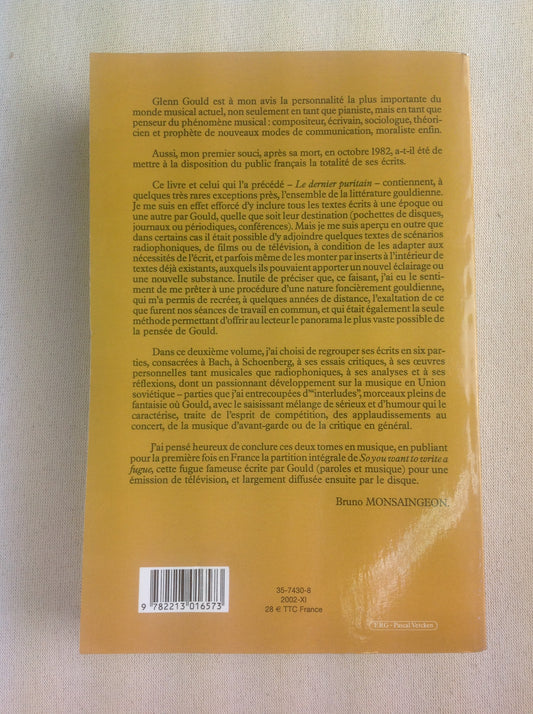 Glenn Gould est à mon avis la personnalité la plus importante du
monde musical actuel, non seulement en tant que pianiste, mais en tant que
penseur du phénomène musical : compositeur, écrivain, sociologue, théori-
cien et prophète de nouveaux modes de communication, moraliste enfin.
Aussi, mon premier souci, après sa mort, en octobre 1982, a-t-il été de
mettre à la disposition du public français la totalité de ses écrits.
Ce livre et celui qui l'a précédé – Le dernier puritain – contiennent, à
quelques très rares exceptions près, l'ensemble de la littérature gouldienne.
Je me suis en effet efforcé d'y inclure tous les textes écrits à une époque ou
une autre par Gould, quelle que soit leur destination (pochettes de disques,
journaux ou périodiques, conférences). Mais je me suis aperçu en outre que
dans certains cas il était possible d'y adjoindre quelques textes de scénarios
radiophoniques, de films ou de télévision, à condition de les adapter aux
nécessités de l'écrit, et parfois même de les monter par inserts à l'intérieur de
textes déjà existants, auxquels ils pouvaient apporter un nouvel éclairage ou
une nouvelle substance. Inutile de préciser que, ce faisant, j'ai eu le senti-
ment de me prêter à une procédure d'une nature foncièrement gouldienne,
qui m'a permis de recréer, à quelques années de distance, l'exaltation de ce
que furent nos séances de travail en commun, et qui était également la seule
méthode permettant d'offrir au lecteur le panorama le plus vaste possible de
la pensée de Gould.
Dans ce deuxième volume, j'ai choisi de regrouper ses écrits en six par-
ties, consacrées à Bach, à Schoenberg, à ses essais critiques, à ses œuvres
personnelles tant musicales que radiophoniques, à ses analyses et à ses
réflexions, dont un passionnant développement sur la musique en Union
soviétique – parties que j'ai entrecoupées d'"interludes", morceaux pleins de
fantaisie où Gould, avec le saisissant mélange de sérieux et d'humour qui le
caractérise, traite de l'esprit de compétition, des applaudissements au
concert, de la musique d'avant-garde ou de la critique en général.
J'ai pensé heureux de conclure ces deux tomes en musique, en publiant
pour la première fois en France la partition intégrale de So you want to write a
fugue, cette fugue fameuse écrite par Gould (paroles et musique) pour une
émission de télévision, et largement diffusée ensuite par le disque.
Bruno MONSAINGEON.
35-7430-8
2002-XI
28 € TTC France
9 782213 016573
ERG - Pascal Vercken